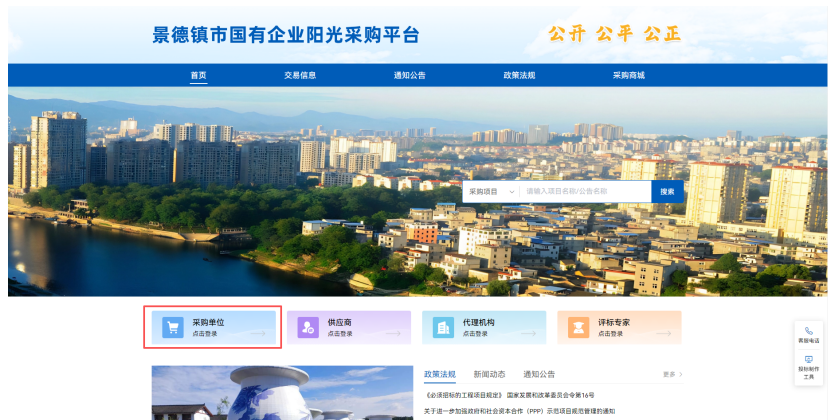 景德镇市国有企业阳光采购平台
公开 公平 公正
首页 交易信息 通知公告 政策法规 采购商城
采购项目 请输入项目名称/公告名称 搜索
采购单位
点击登录
供应商
点击登录
代理机构
点击登录
评标专家
点击登录
客服电话
投标制作
工具
政策法规 新闻动态 通知公告 更多
《必须招标的工程项目规定》 国家发展和改革委员会令第16号
关于进一步加强政府和社会资本合作（PPP）示范项目规范管理的通知